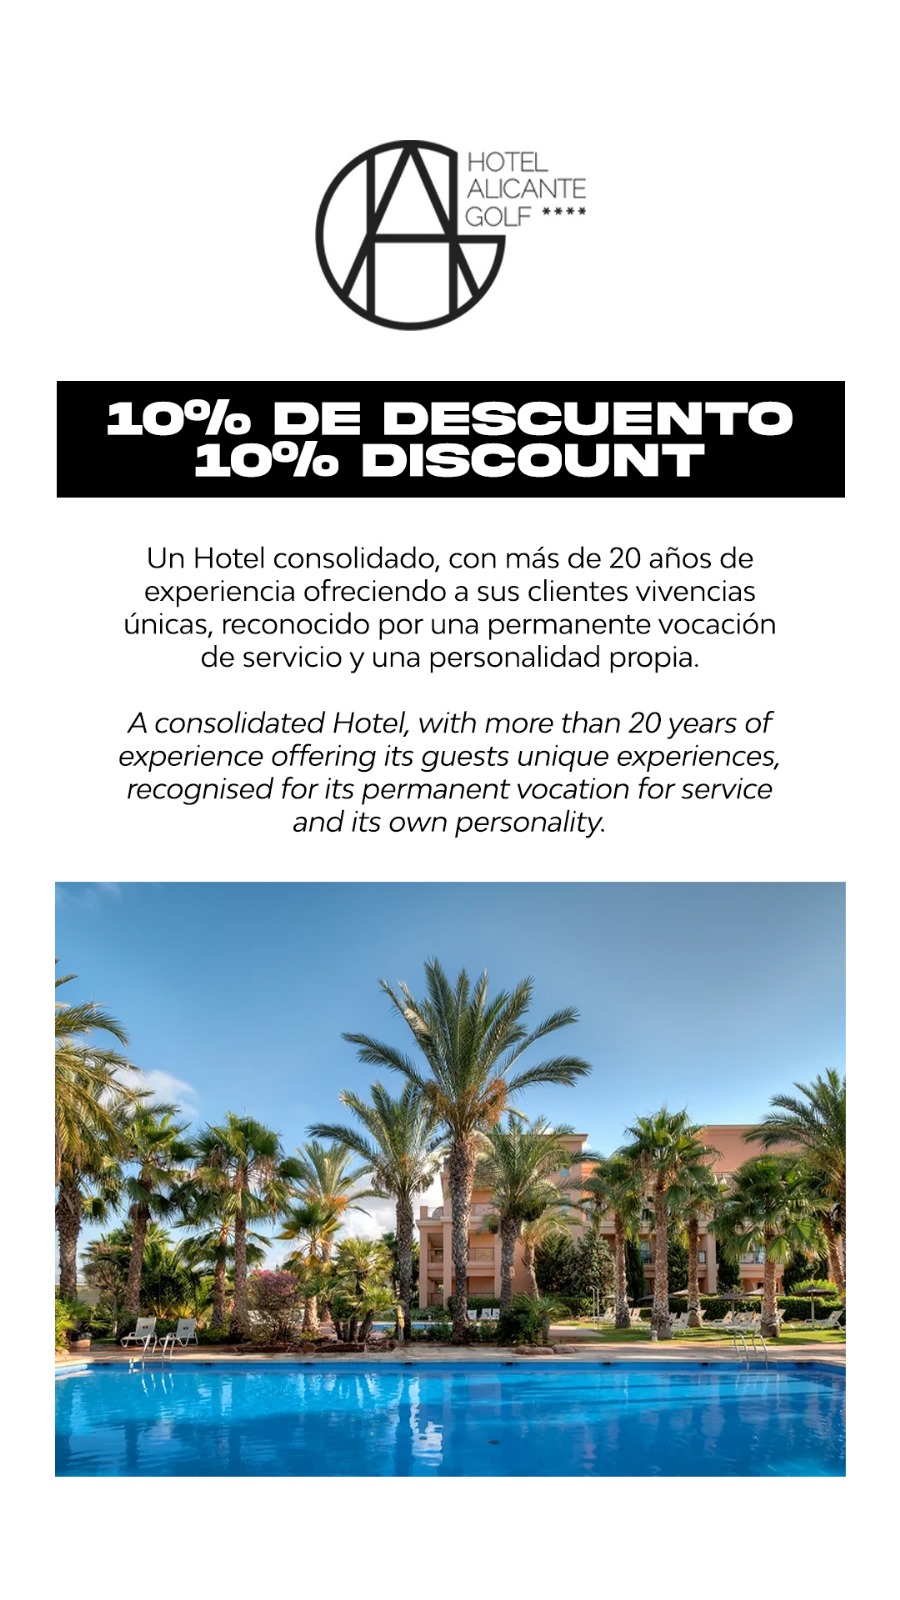 HOTEL
ALICANTE
GOLF ****
10% DE DESCUENTO
10% DISCOUNT
Un Hotel consolidado, con más de 20 años de
experiencia ofreciendo a sus clientes vivencias
únicas, reconocido por una permanente vocación
de servicio y una personalidad propia.
A consolidated Hotel, with more than 20 years of
experience offering its guests unique experiences,
recognised for its permanent vocation for service
and its own personality.